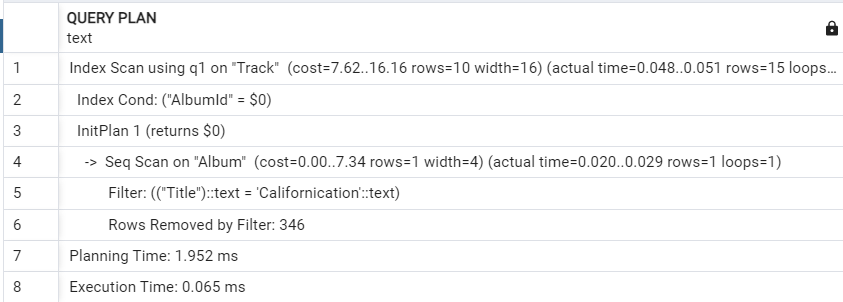 QUERY PLAN
text
1 Index Scan using q1 on "Track" (cost=7.62..16.16 rows=10 width=16) (actual time=0.048..0.051 rows=15 loops...
2 Index Cond: ("AlbumId" = $0)
3 InitPlan 1 (returns $0)
4 -> Seq Scan on "Album" (cost=0.00..7.34 rows=1 width=4) (actual time=0.020..0.029 rows=1 loops=1)
5 Filter: (("Title")::text = 'Californication'::text)
6 Rows Removed by Filter: 346
7 Planning Time: 1.952 ms
8 Execution Time: 0.065 ms